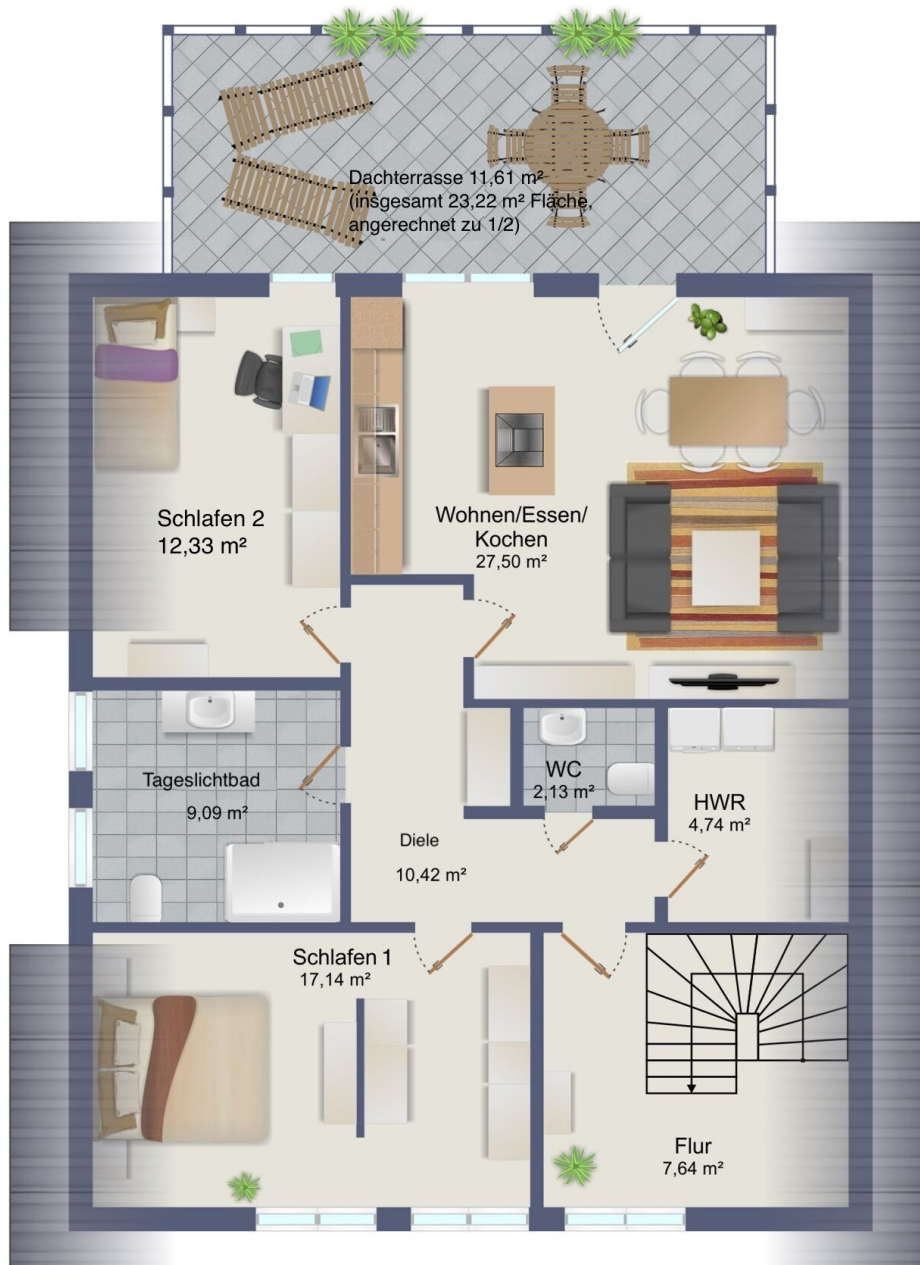 Dachterrasse 11,61 m²
(insgesamt 23,22 m² Fläche,
angerechnet zu 1/2)
Schlafen 2
12,33 m²
Wohnen/Essen/
Kochen
27,50 m²
Tageslichtbad
9,09 m²
WC
2,13 m²
HWR
4,74 m²
Diele
10,42 m²
Schlafen 1
17,14 m²
Flur
7,64 m²